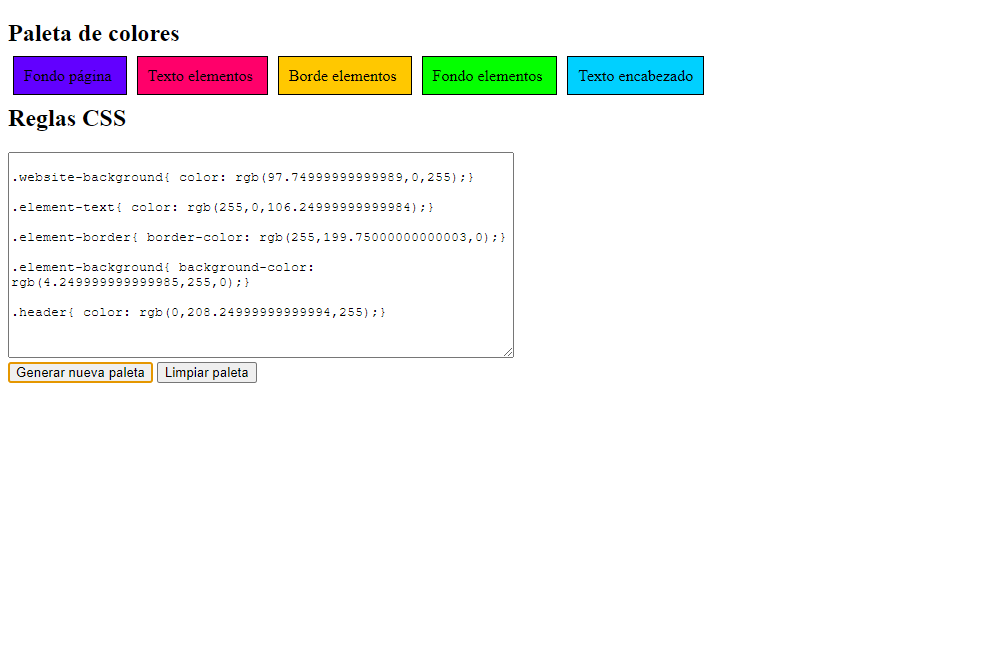 Paleta de colores
Fondo página Texto elementos Borde elementos Fondo elementos Texto encabezado
Reglas CSS
.website-background{ color: rgb(97.74999999999989,0,255);}
.element-text{ color: rgb(255,0,106.24999999999984);}
.element-border{ border-color: rgb(255,199.75000000000003,0);}
.element-background{ background-color:
rgb(4.249999999999985,255,0);}
.header{ color: rgb(0,208.24999999999994,255);}
Generar nueva paleta Limpiar paleta